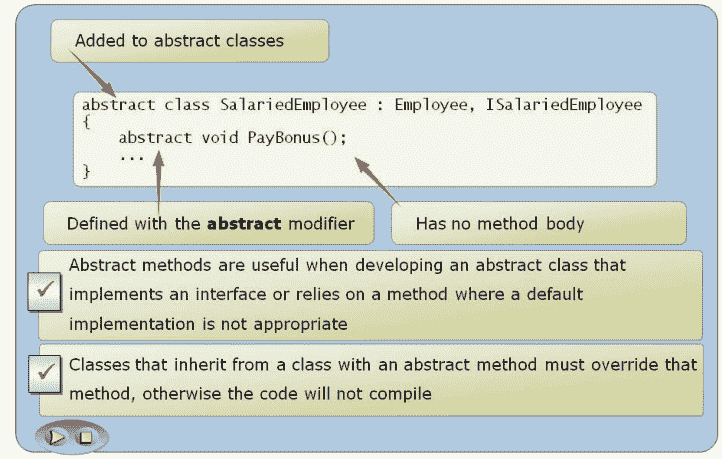 Added to abstract classes
abstract class SalariedEmployee : Employee, ISalariedEmployee
{
abstract void PayBonus();
...
}
Defined with the abstract modifier
Has no method body
Abstract methods are useful when developing an abstract class that
implements an interface or relies on a method where a default
implementation is not appropriate
Classes that inherit from a class with an abstract method must override that
method, otherwise the code will not compile